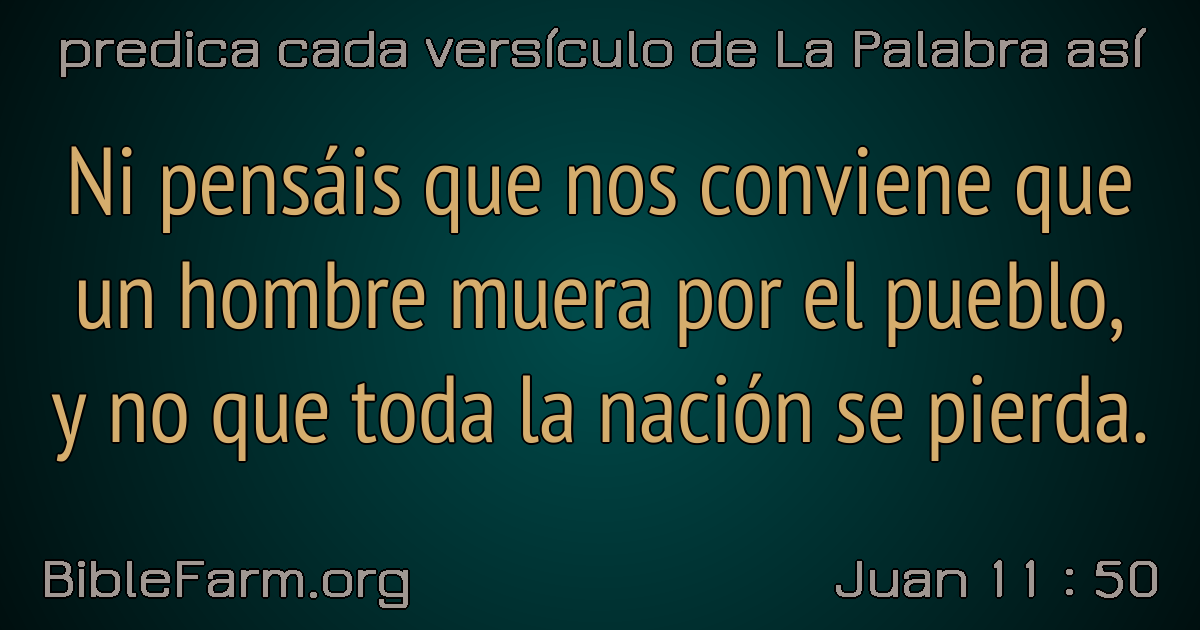 predica cada versículo de La Palabra así
Ni pensáis que nos conviene que
un hombre muera por el pueblo,
y no que toda la nación se pierda.
BibleFarm.org
Juan 11 : 50